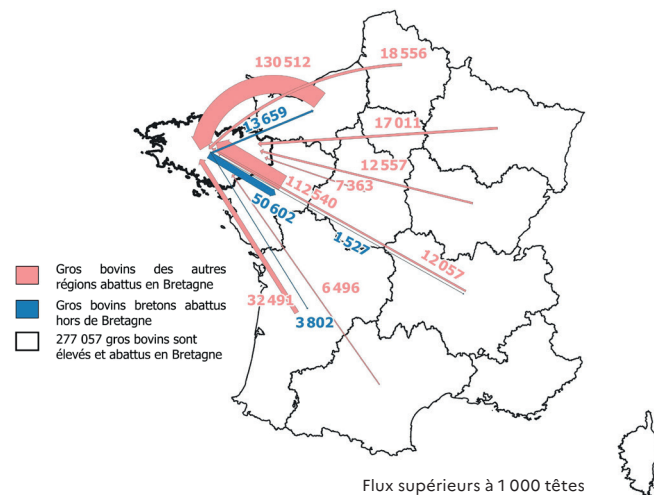 130 512
18 556
13 659
17 011
12 557
7 363
112 540
50 602
1 527
12 057
6 496
32 491
3 802
Gros bovins des autres
régions abattus en Bretagne
Gros bovins bretons abattus
hors de Bretagne
277 057 gros bovins sont
élevés et abattus en Bretagne
Flux supérieurs à 1 000 têtes